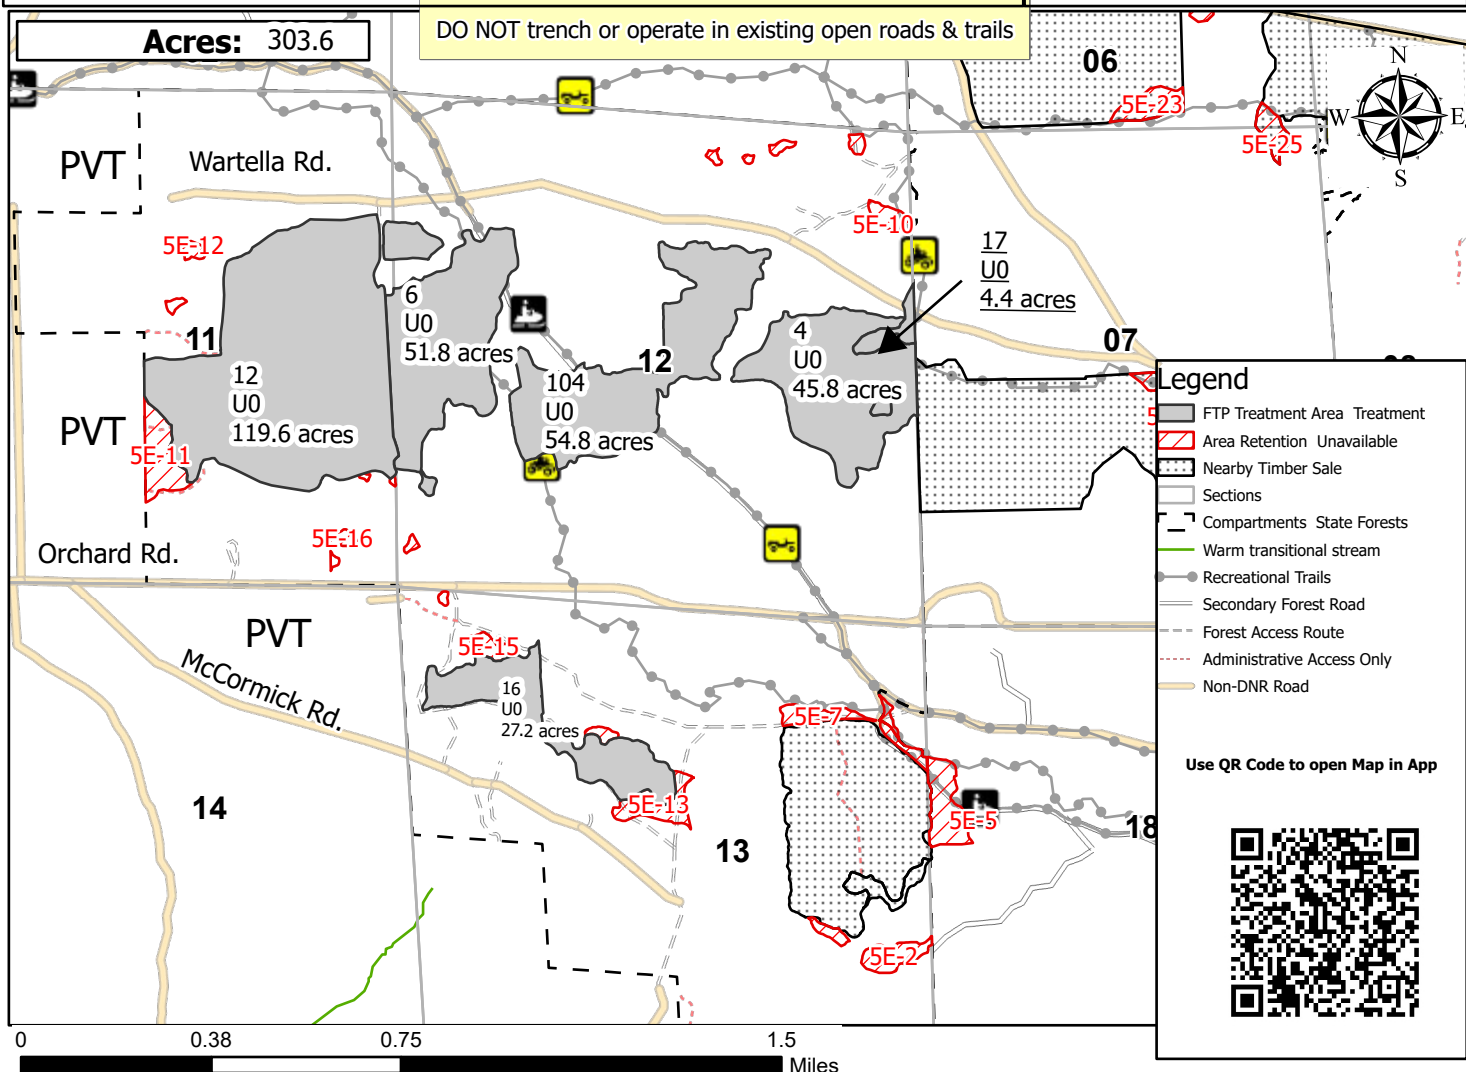 DO NOT trench or operate in existing open roads & trails
Acres: 303.6
06
N
W
E
S
5E-23
5E-25
PVT
Wartella Rd.
5E-10
5E-12
17
U0
4.4 acres
6
U0
51.8 acres
11
12
07
4
U0
45.8 acres
12
U0
119.6 acres
104
U0
54.8 acres
PVT
5E-11
5E-16
Orchard Rd.
PVT
5E-15
McCormick Rd.
16
U0
27.2 acres
5E-7
5E-13
5E-5
14
13
18
5E-2
Legend
FTP Treatment Area Treatment
Area Retention Unavailable
Nearby Timber Sale
Sections
Compartments State Forests
Warm transitional stream
Recreational Trails
Secondary Forest Road
Forest Access Route
Administrative Access Only
Non-DNR Road
Use QR Code to open Map in App
0 0.38 0.75 1.5
Miles